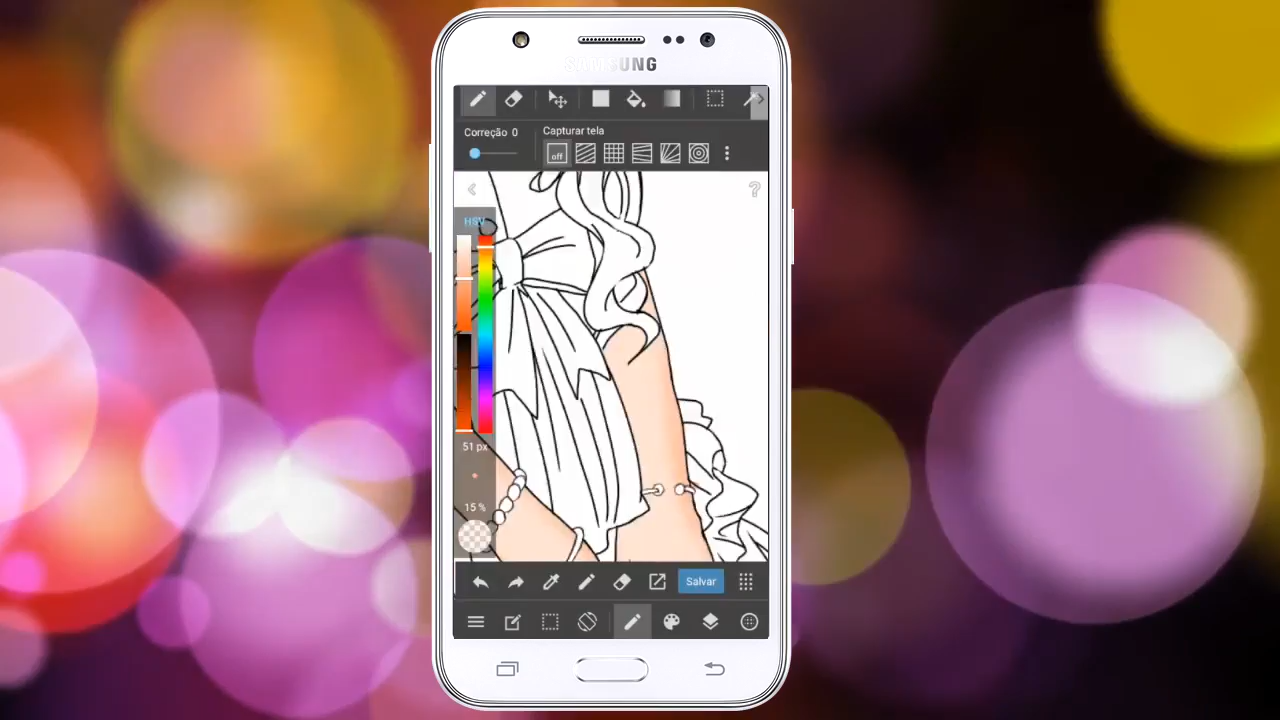 SAMSUNG
Correção 0
Capturar tela
off
?
HSV
51 px
15 %
Salvar